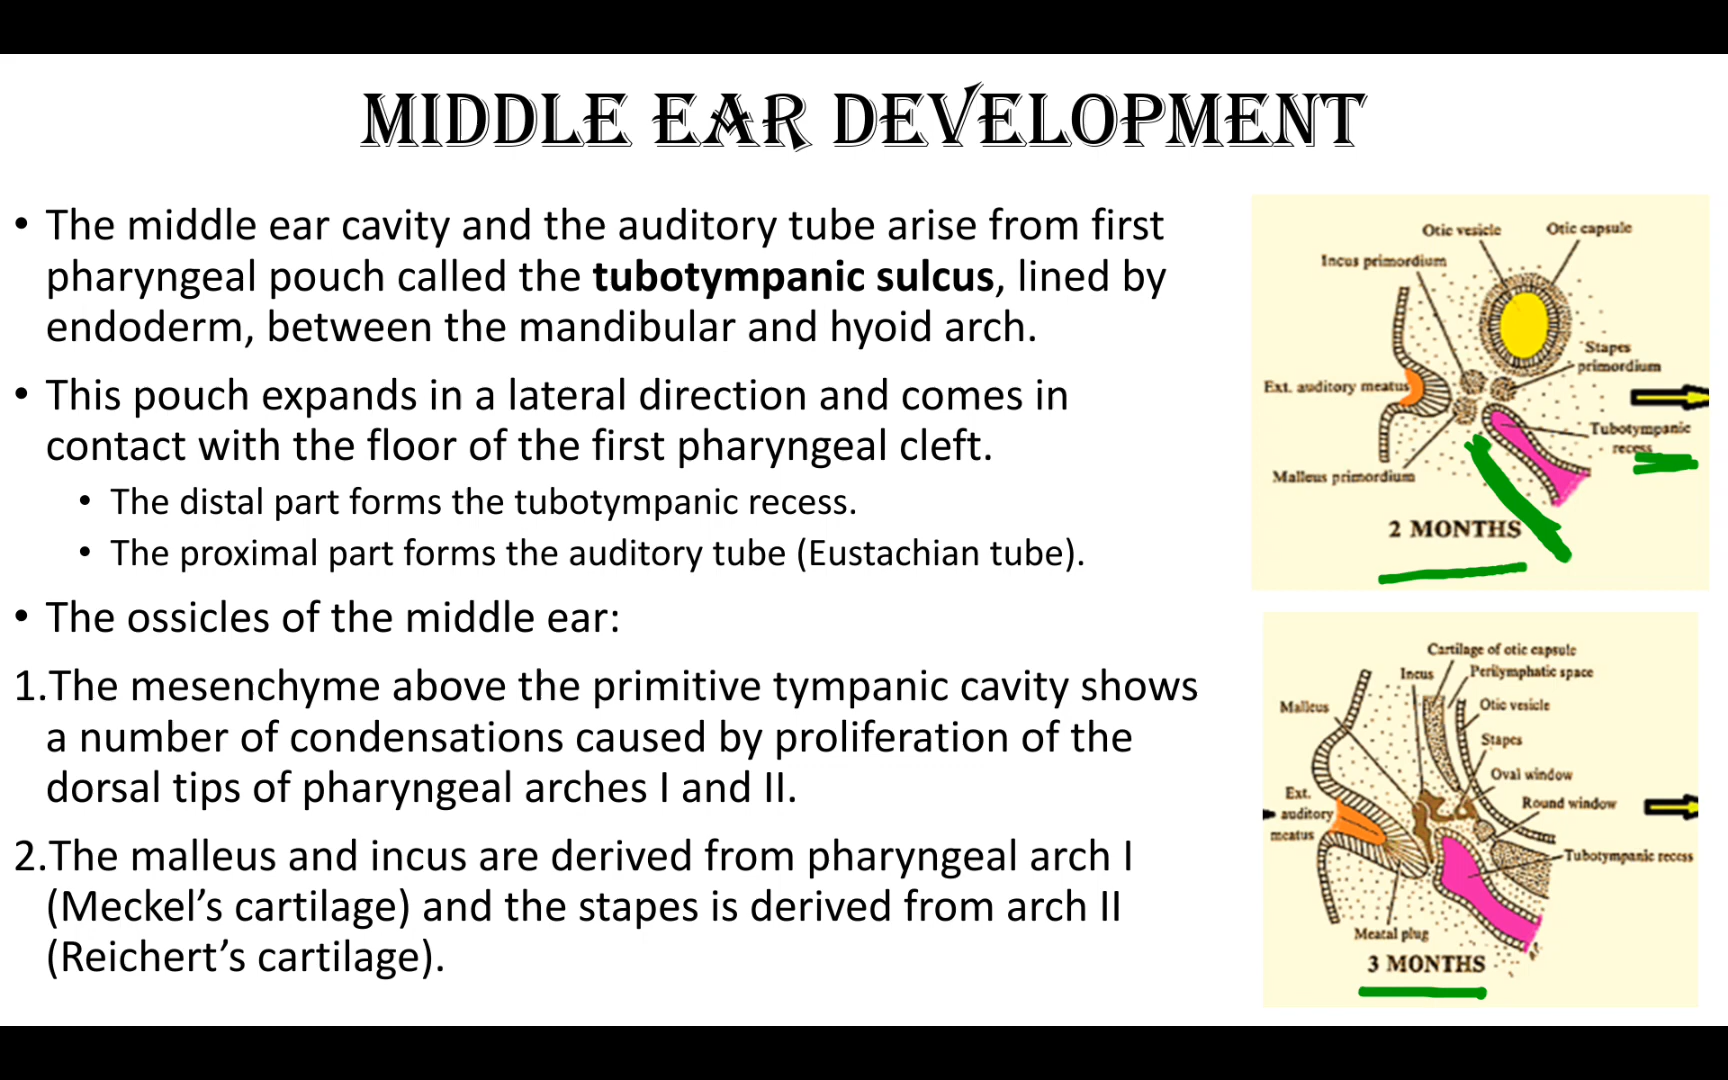 MIDDLE EAR DEVELOPMENT
• The middle ear cavity and the auditory tube arise from first
pharyngeal pouch called the tubotympanic sulcus, lined by
endoderm, between the mandibular and hyoid arch.
• This pouch expands in a lateral direction and comes in
contact with the floor of the first pharyngeal cleft.
• The distal part forms the tubotympanic recess.
• The proximal part forms the auditory tube (Eustachian tube).
• The ossicles of the middle ear:
1.The mesenchyme above the primitive tympanic cavity shows
a number of condensations caused by proliferation of the
dorsal tips of pharyngeal arches I and II.
2.The malleus and incus are derived from pharyngeal arch I
(Meckel’s cartilage) and the stapes is derived from arch II
(Reichert’s cartilage).
Otic vesicle
Otic capsule
Incus primordium
Stapes
primordium
Ext. auditory meatus
Tubotympanic
recess
Malleus primordium
2 MONTHS
Cartilage of otic capsule
Incus
Perilymphatic space
Malleus
Otic vesicle
Stapes
Oval window
Ext.
auditory
meatus
Round window
Tubotympanic recess
Meatal plug
3 MONTHS